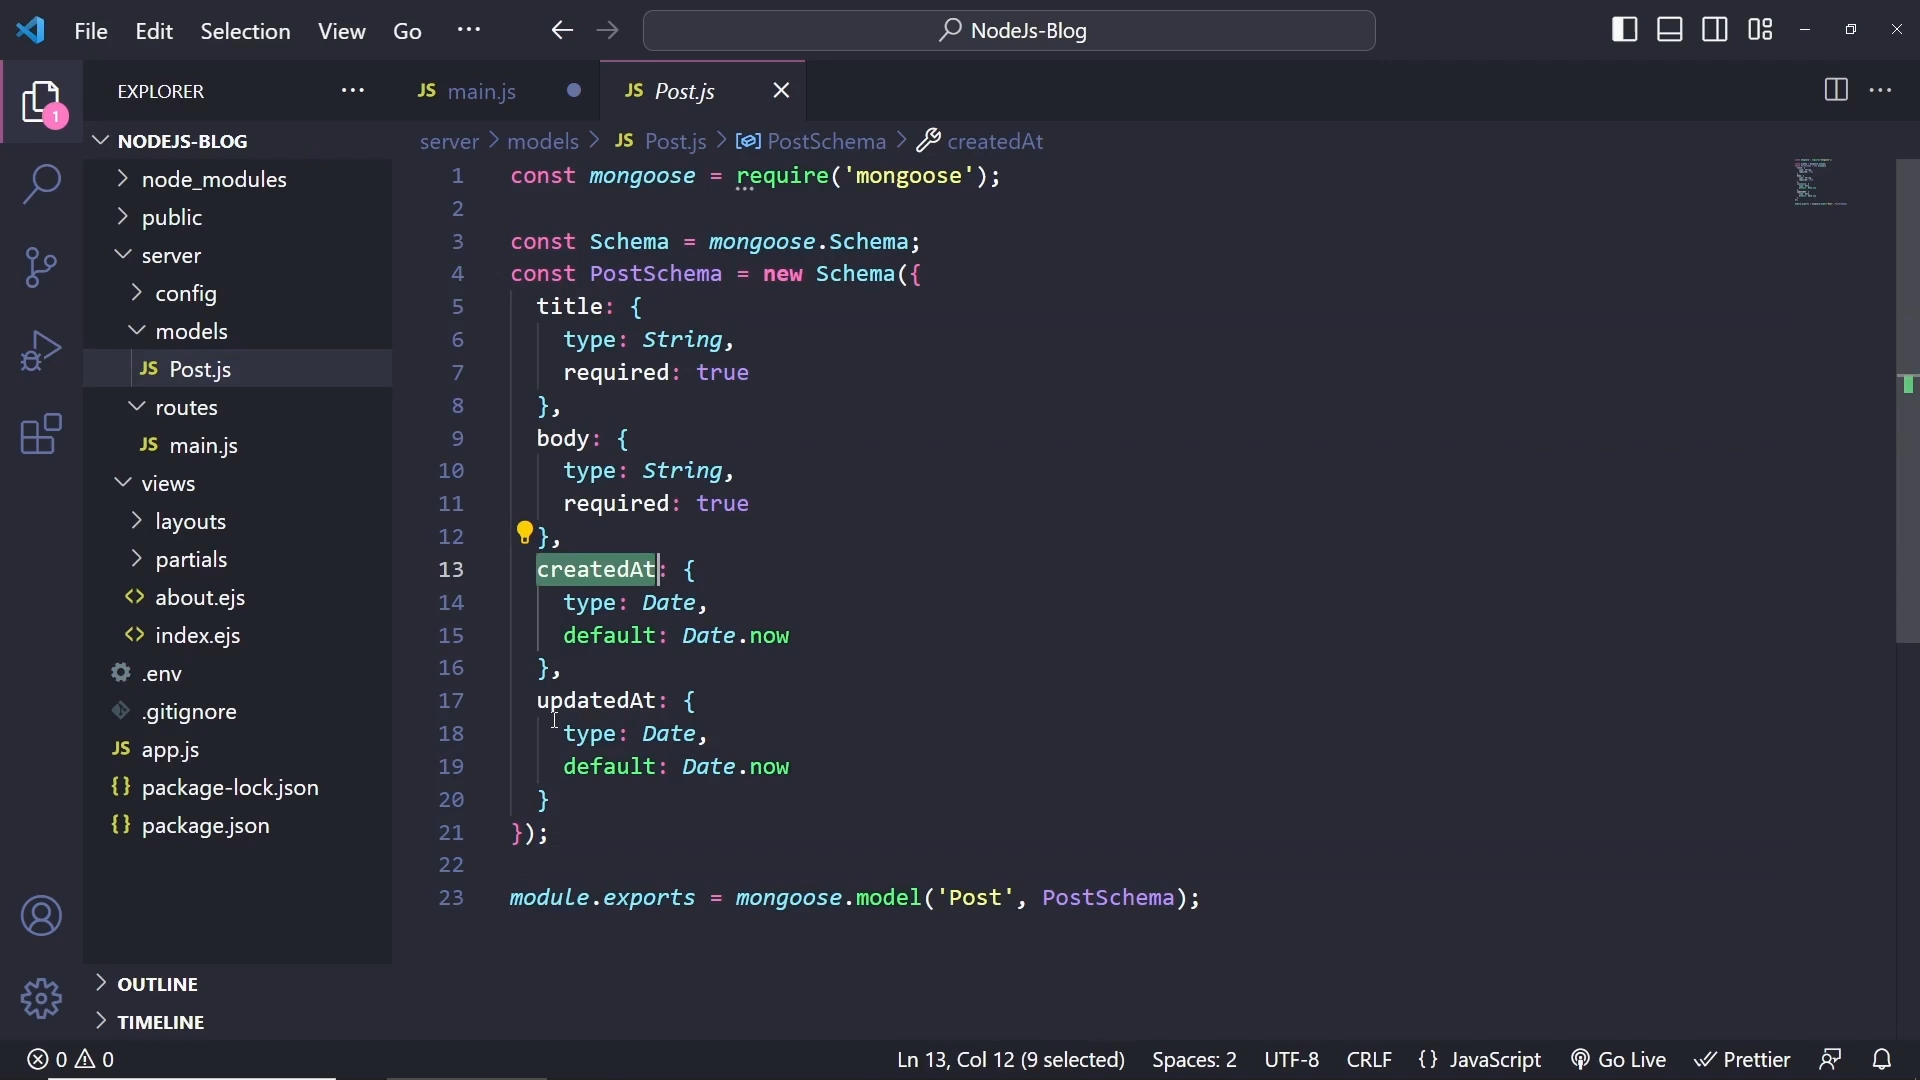 File Edit Selection View Go ··· NodeJs-Blog
EXPLORER ···
JS main.js JS Post.js
NODEJS-BLOG
node_modules
public
server
config
models
JS Post.js
routes
JS main.js
views
layouts
partials
<> about.ejs
<> index.ejs
.env
.gitignore
JS app.js
{} package-lock.json
{} package.json
OUTLINE
TIMELINE
1
server > models > JS Post.js > PostSchema > createdAt
1 const mongoose = require('mongoose');
2
3 const Schema = mongoose.Schema;
4 const PostSchema = new Schema({
5 title: {
6 type: String,
7 required: true
8 },
9 body: {
10 type: String,
11 required: true
12 },
13 createdAt: {
14 type: Date,
15 default: Date.now
16 },
17 updatedAt: {
18 type: Date,
19 default: Date.now
20 }
21 });
22
23 module.exports = mongoose.model('Post', PostSchema);
0 0 Ln 13, Col 12 (9 selected) Spaces: 2 UTF-8 CRLF {} JavaScript Go Live Prettier